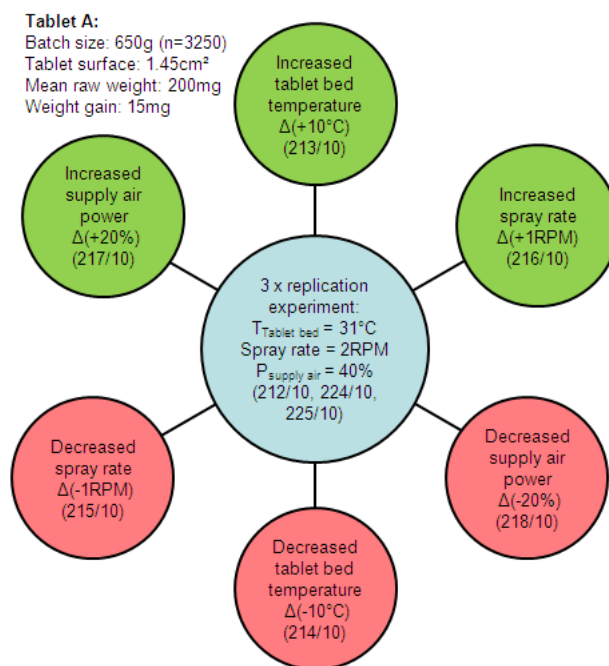 Tablet A:
Batch size: 650g (n=3250)
Tablet surface: 1.45cm²
Mean raw weight: 200mg
Weight gain: 15mg
Increased
tablet bed
temperature
Δ(+10°C)
(213/10)
Increased
supply air
power
Δ(+20%)
(217/10)
Increased
spray rate
Δ(+1RPM)
(216/10)
3 x replication
experiment:
T Tablet bed = 31°C
Spray rate = 2RPM
P supply air = 40%
(212/10, 224/10,
225/10)
Decreased
spray rate
Δ(-1RPM)
(215/10)
Decreased
supply air
power
Δ(-20%)
(218/10)
Decreased
tablet bed
temperature
Δ(-10°C)
(214/10)